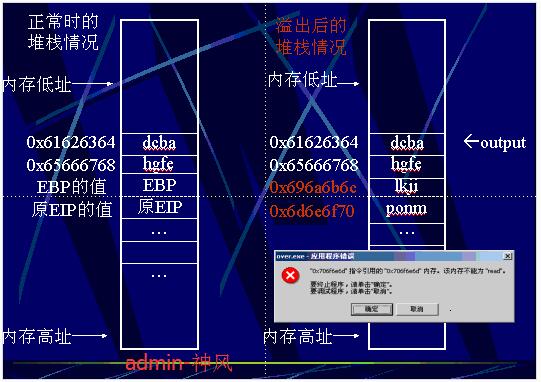 正常时的
堆栈情况
内存低址
0x61626364 dcba
0x65666768 hgfe
EBP的值 EBP
原EIP的值 原EIP
…
…
内存高址
溢出后的
堆栈情况
内存低址
0x61626364 dcba ←output
0x65666768 hgfe
0x696a6b6c lkji
0x6d6e6f70 ponm
…
over.exe - 应用程序错误
"0x706f6e6d" 指令引用的 "0x706f6e6d" 内存。该内存不能为 "read"。
要终止程序，请单击"确定"。
要调试程序，请单击"取消"。
确定 取消
内存高址
admin-神风